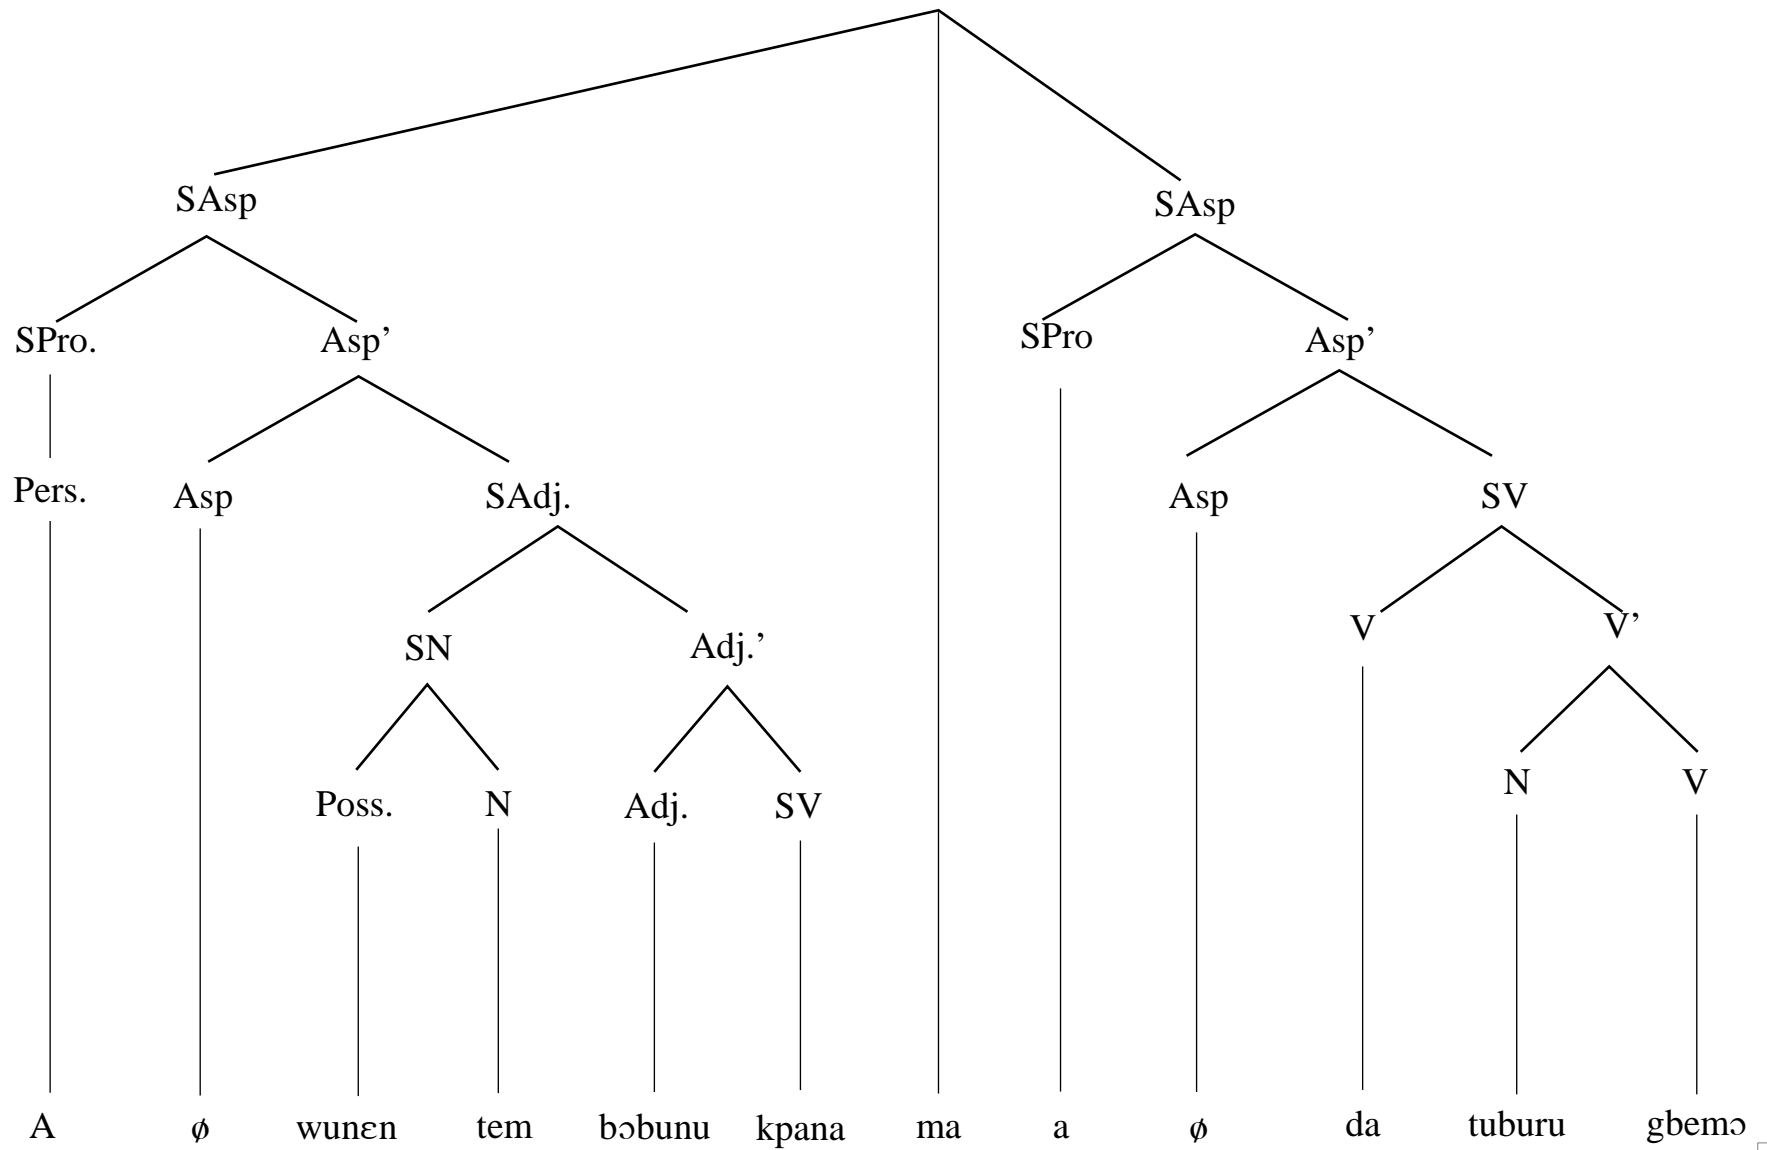 SAsp SAsp
SPro. Asp’ SPro Asp’
Pers. Asp SAdj. Asp SV
SN Adj.’ V V’
Poss. N Adj. SV N V
A ø wunɛn tem bɔbunu kpana ma a ø da tuburu gbemɔ